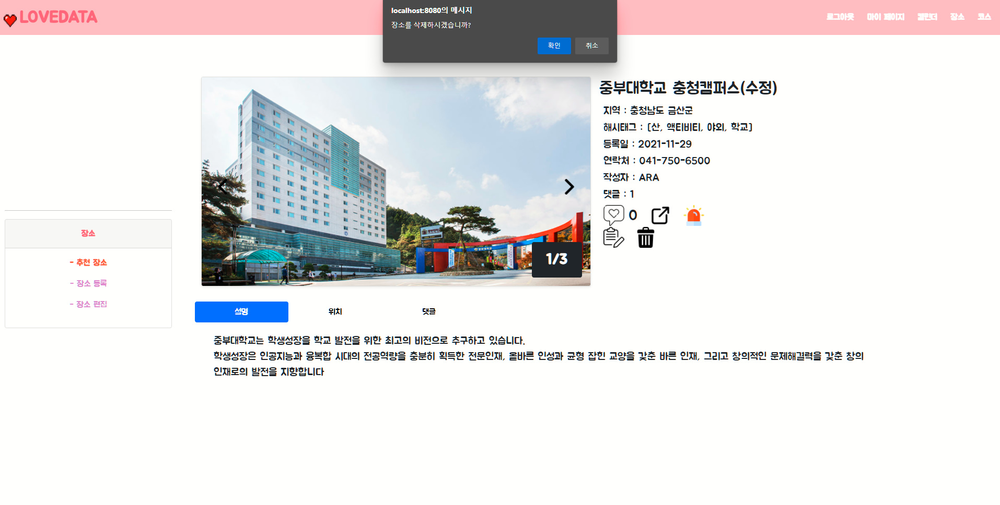 LOVEDATA
localhost:8080의 메시지
장소를 삭제하시겠습니까?
확인 취소
로그아웃 마이 페이지 캘린더 장소 코스
중부대학교 충청캠퍼스(수정)
지역 : 충청남도 금산군
해시태그 : [산, 액티비티, 야외, 학교]
등록일 : 2021-11-29
연락처 : 041-750-6500
작성자 : ARA
댓글 : 1
0
장소
- 추천 장소
- 장소 등록
- 장소 편집
중부대학교
1/3
설명 위치 댓글
중부대학교는 학생성장을 학교 발전을 위한 최고의 비전으로 추구하고 있습니다.
학생성장은 인공지능과 융복합 시대의 전공역량을 충분히 획득한 전문인재, 올바른 인성과 균형 잡힌 교양을 갖춘 바른 인재, 그리고 창의적인 문제해결력을 갖춘 창의
인재로의 발전을 지향합니다